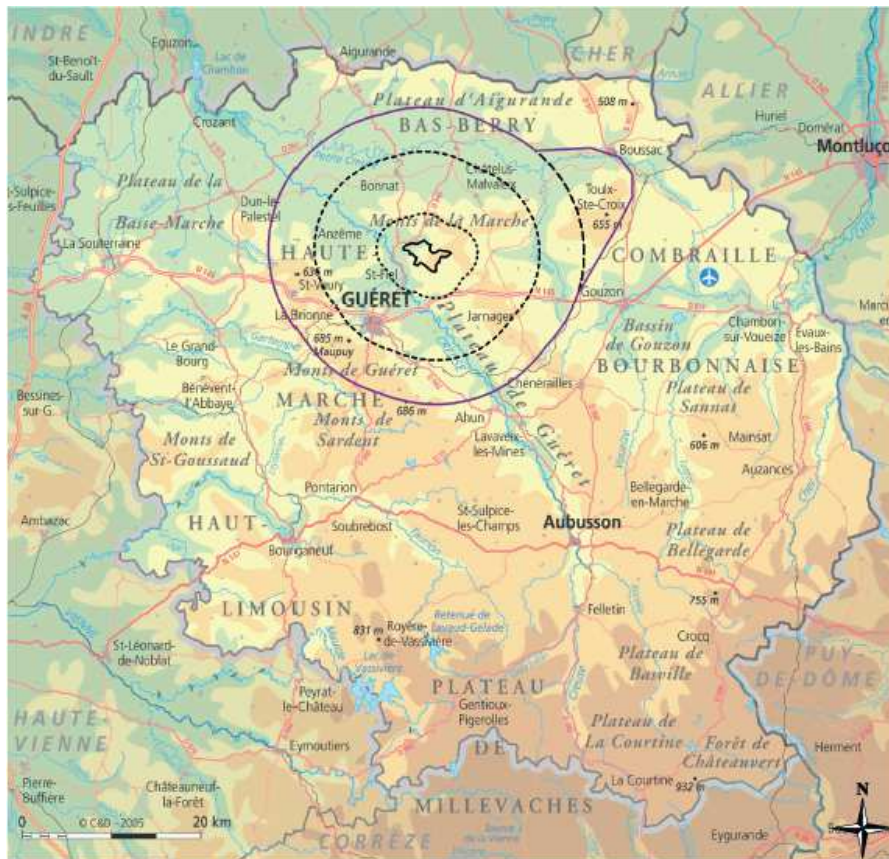 INDRE
Eguzon
St-Benoît-
du-Sault
Lac de
Chambon
Aigurande
CHER
ALLIER
Plateau d'Aigurande
508 m
Huriel
Crozant
BAS-BERRY
Domérat
Montluço
Boussac
Petite Creuse
Châtelus-
Malvaleix
Bonnat
Plateau de la
Basse-Marche
-Sulpice
es-Feuilles
Dun-le-
Palestel
Toulx-
Ste-Croix
655 m
Monts de la Marche
Anzême
La Souterraine
HAUTE
COMBRAILLE
St-Fiel
636 m
St-Vaury
GUÉRET
Gouzon
La Brionne
Jarnages
Bassin
de Gouzon
Chambon-
sur-Voueize
Evaux-
les-Bains
685 m
Maupuy
Gartempe
Le Grand-
Bourg
Plateau de Guéret
BOURBONNAISE
Monts de Guéret
Bessines-
sur-G.
Bénévent-
l'Abbaye
Chénérailles
Plateau de
Sannat
MARCHE
686 m
Monts de
Sardent
Ahun
Lavaveix-
les-Mines
606 m
Mainsat
Monts de
St-Goussaud
Auzances
Pontarion
Bellegarde-
en-Marche
St-Sulpice-
les-Champs
Ambazac
HAUT-
Soubrebost
Aubusson
Plateau de
Bellegarde
Bourganeuf
LIMOUSIN
755 m
Felletin
Retenue de
Lavaud-Gelade
831 m
Royère-
de-Vassivière
Crocq
St-Léonard-
de-Noblat
Lac de
Vassivière
Plateau de
Basville
PUY-
DE-DÔME
Peyrat-
le-Château
PLATEAU
Gentioux-
Pigerolles
Creuse
HAUTE-
VIENNE
Plateau de
La Courtine
Forêt de
Châteauvert
Eymoutiers
DE
Herment
Pierre-
Buffière
Châteauneuf-
la-Forêt
La Courtine
932 m
MILLEVACHES
N
0
20 km
CORRÈZE
Eygurande